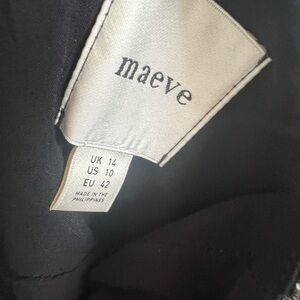 maeve
UK 14
US 10
EU 42
MADE IN THE
PHILIPPINES